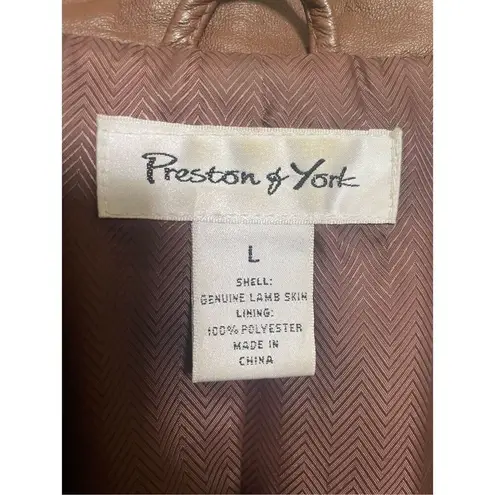 Preston & York
L
SHELL:
GENUINE LAMB SKIN
LINING:
100% POLYESTER
MADE IN
CHINA